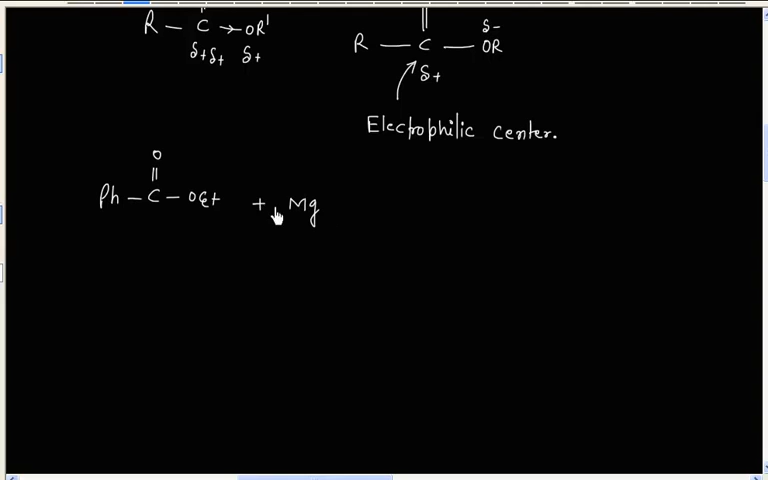 R — C →OR'
δ+δ+ δ+
δ-
R — C — OR
δ+
Electrophilic center.
O
||
Ph — C — OEt + Mg